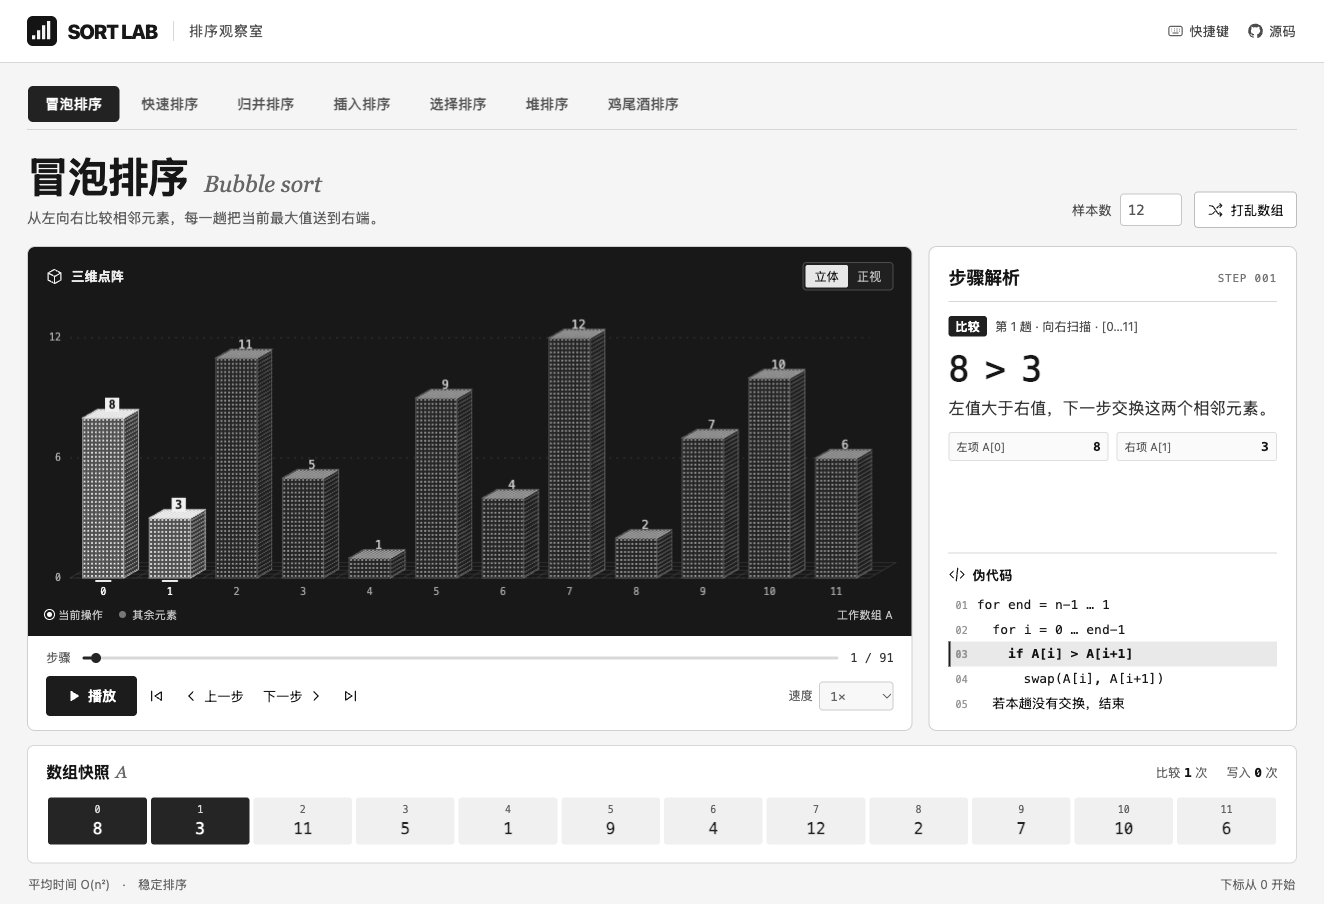 SORT LAB 排序观察室 快捷键 源码
冒泡排序 快速排序 归并排序 插入排序 选择排序 堆排序 鸡尾酒排序
冒泡排序 Bubble sort
从左向右比较相邻元素，每一趟把当前最大值送到右端。
样本数 12 打乱数组
三维点阵 立体 正视
12
6
0
8 3 11 5 1 9 4 12 2 7 10 6
0 1 2 3 4 5 6 7 8 9 10 11
当前操作 其余元素 工作数组 A
步骤 1 / 91
播放 上一步 下一步 速度 1×
步骤解析 STEP 001
比较 第 1 趟 · 向右扫描 · [0…11]
8 > 3
左值大于右值，下一步交换这两个相邻元素。
左项 A[0] 8 右项 A[1] 3
伪代码
01 for end = n−1 … 1
02 for i = 0 … end−1
03 if A[i] > A[i+1]
04 swap(A[i], A[i+1])
05 若本趟没有交换，结束
数组快照 A 比较 1 次 写入 0 次
0 1 2 3 4 5 6 7 8 9 10 11
8 3 11 5 1 9 4 12 2 7 10 6
平均时间 O(n²) · 稳定排序 下标从 0 开始